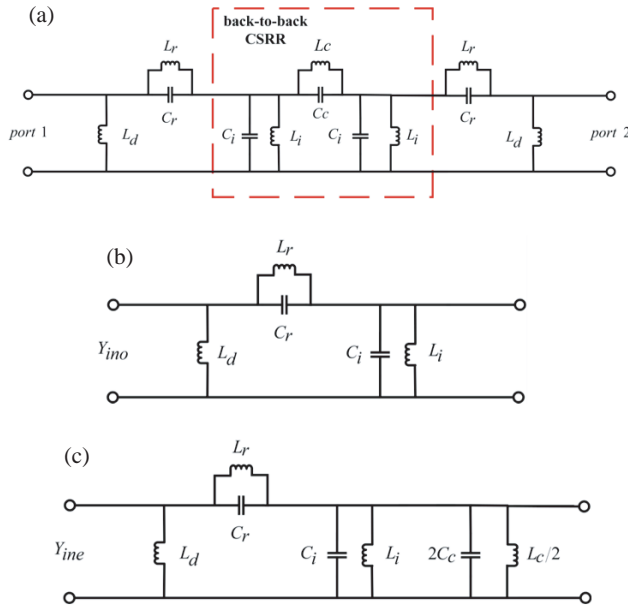 (a)
back-to-back
CSRR
Lr Lc Lr
Cr Cc Cr
port 1 Ld Ci Li Ci Li Ld port 2
(b)
Lr
Cr
Yino Ld Ci Li
(c)
Lr
Cr
Yine Ld Ci Li 2Cc Lc/2